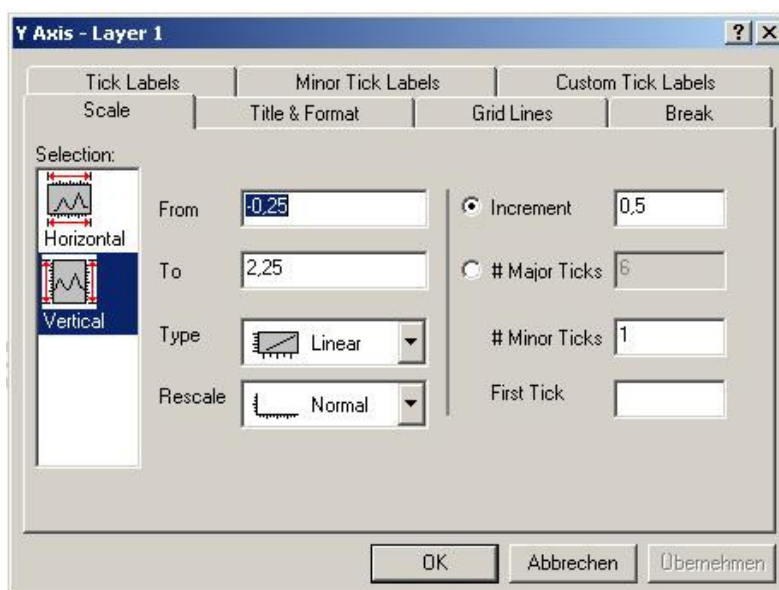 Y Axis - Layer 1
Tick Labels Minor Tick Labels Custom Tick Labels
Scale Title & Format Grid Lines Break
Selection:
Horizontal
Vertical
From -0,25
To 2,25
Type Linear
Rescale Normal
Increment 0,5
# Major Ticks 6
# Minor Ticks 1
First Tick
OK Abbrechen Übernehmen